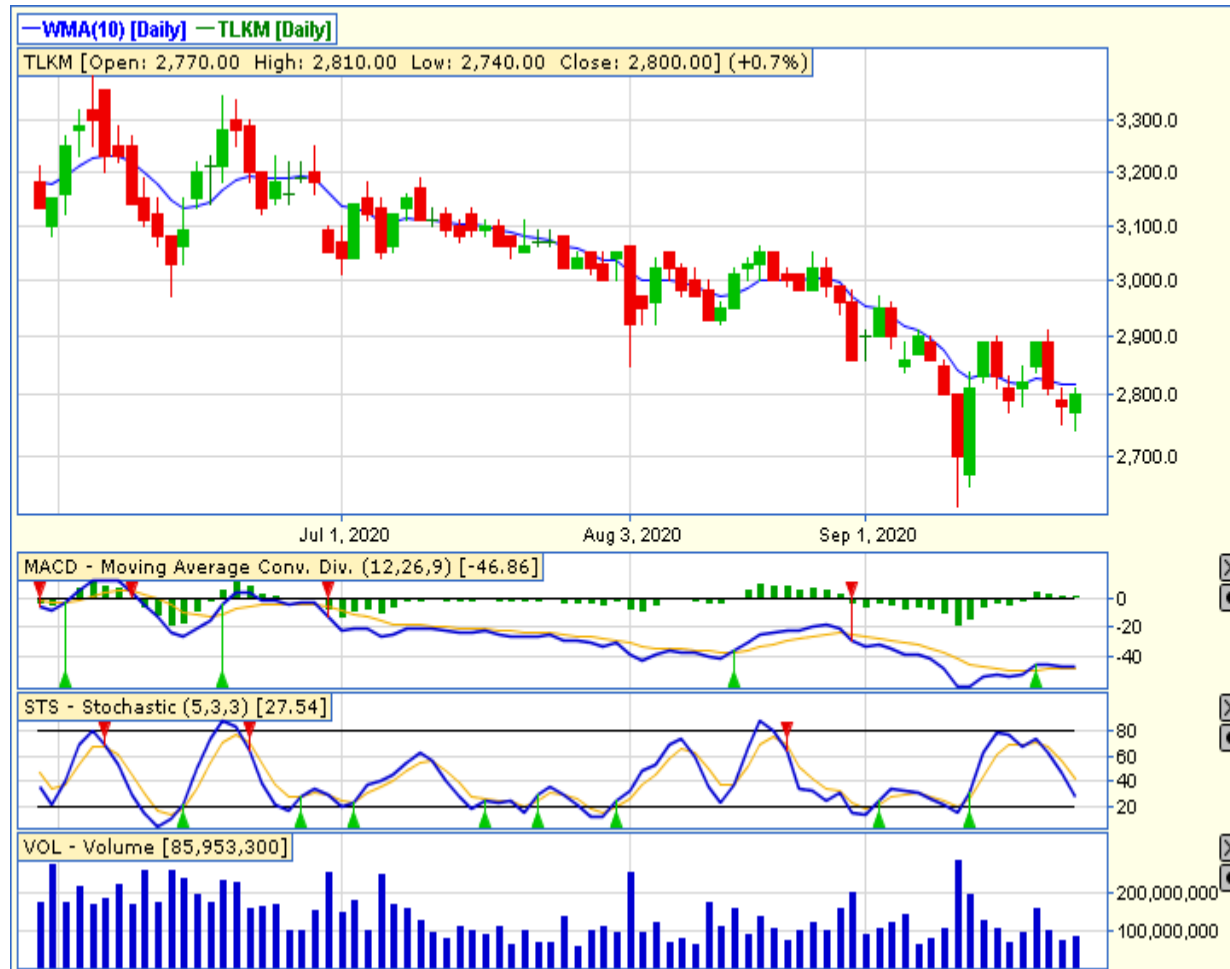 WMA(10) [Daily] TLKM [Daily]
TLKM [Open: 2,770.00 High: 2,810.00 Low: 2,740.00 Close: 2,800.00] (+0.7%)
3,300.0
3,200.0
3,100.0
3,000.0
2,900.0
2,800.0
2,700.0
Jul 1, 2020 Aug 3, 2020 Sep 1, 2020
MACD - Moving Average Conv. Div. (12,26,9) [-46.86]
0
-20
-40
STS - Stochastic (5,3,3) [27.54]
80
60
40
20
VOL - Volume [85,953,300]
200,000,000
100,000,000